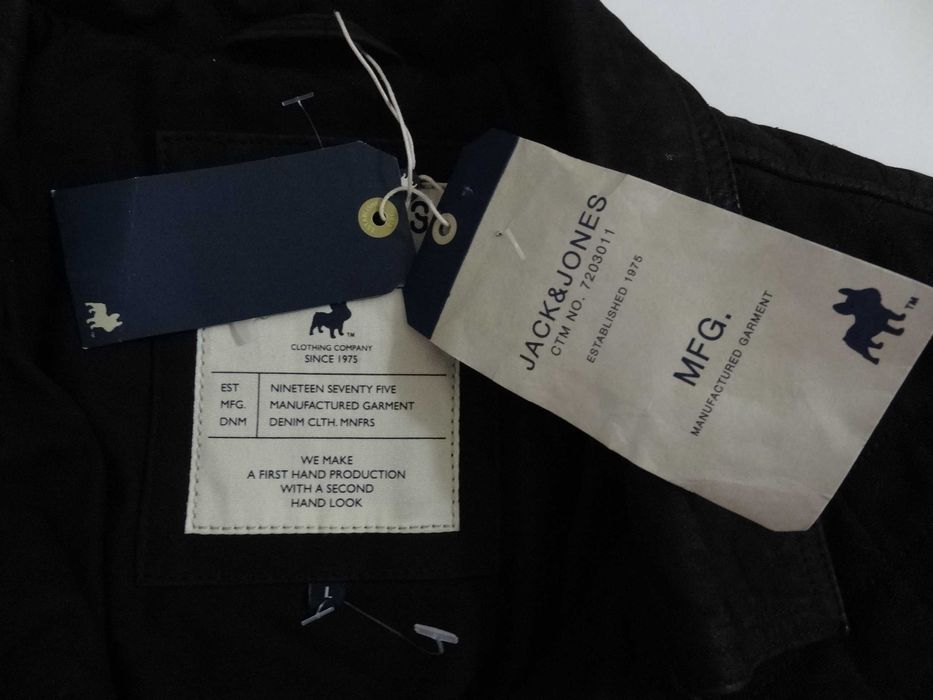 S
™
CLOTHING COMPANY
SINCE 1975
EST NINETEEN SEVENTY FIVE
MFG. MANUFACTURED GARMENT
DNM DENIM CLTH. MNFRS
WE MAKE
A FIRST HAND PRODUCTION
WITH A SECOND
HAND LOOK
L
JACK&JONES
CTM NO. 7203011
ESTABLISHED 1975
MFG.
MANUFACTURED GARMENT
™